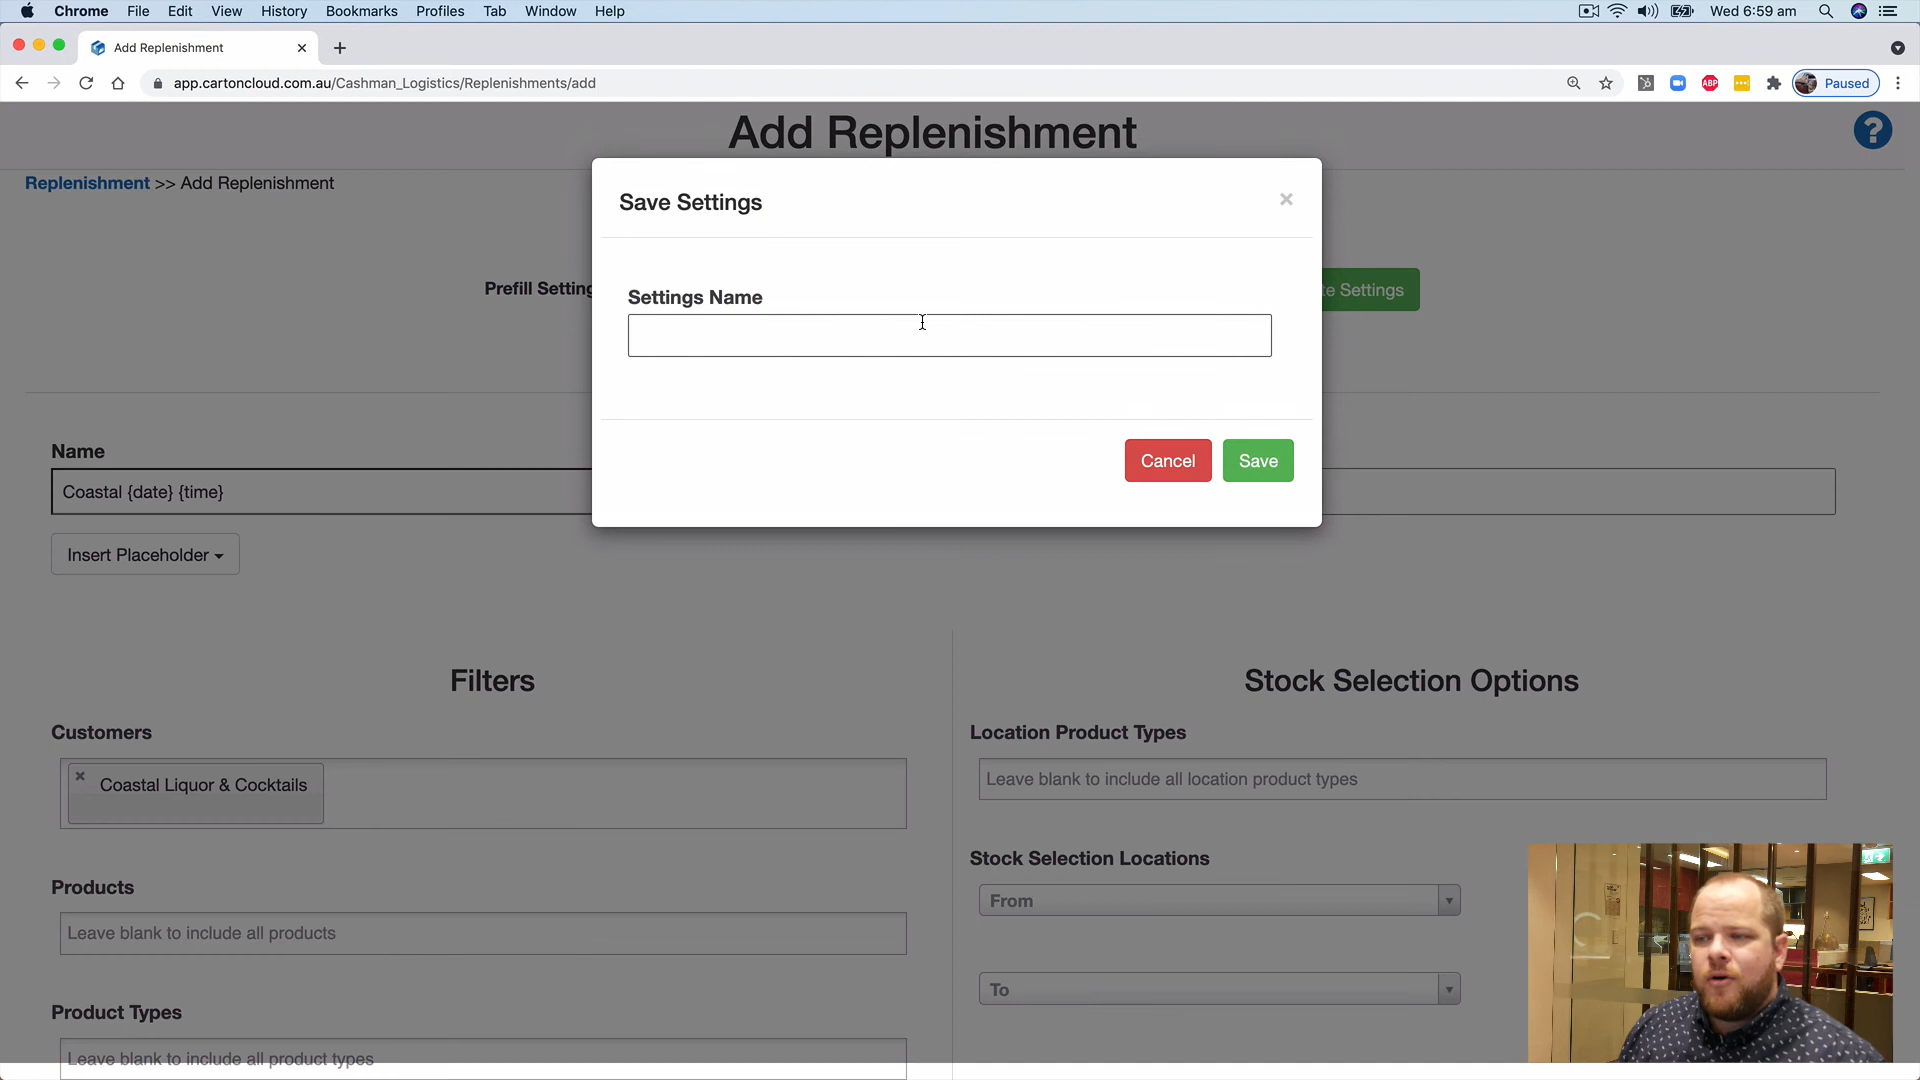 Chrome File Edit View History Bookmarks Profiles Tab Window Help Wed 6:59 am
Add Replenishment
app.cartoncloud.com.au/Cashman_Logistics/Replenishments/add
ABP
Paused
Add Replenishment
?
Replenishment >> Add Replenishment
Save Settings
Prefill Setting
te Settings
Settings Name
Cancel Save
Name
Coastal {date} {time}
Insert Placeholder
Filters
Stock Selection Options
Customers
Location Product Types
Coastal Liquor & Cocktails
Leave blank to include all location product types
Stock Selection Locations
Products
From
Leave blank to include all products
To
Product Types
Leave blank to include all product types